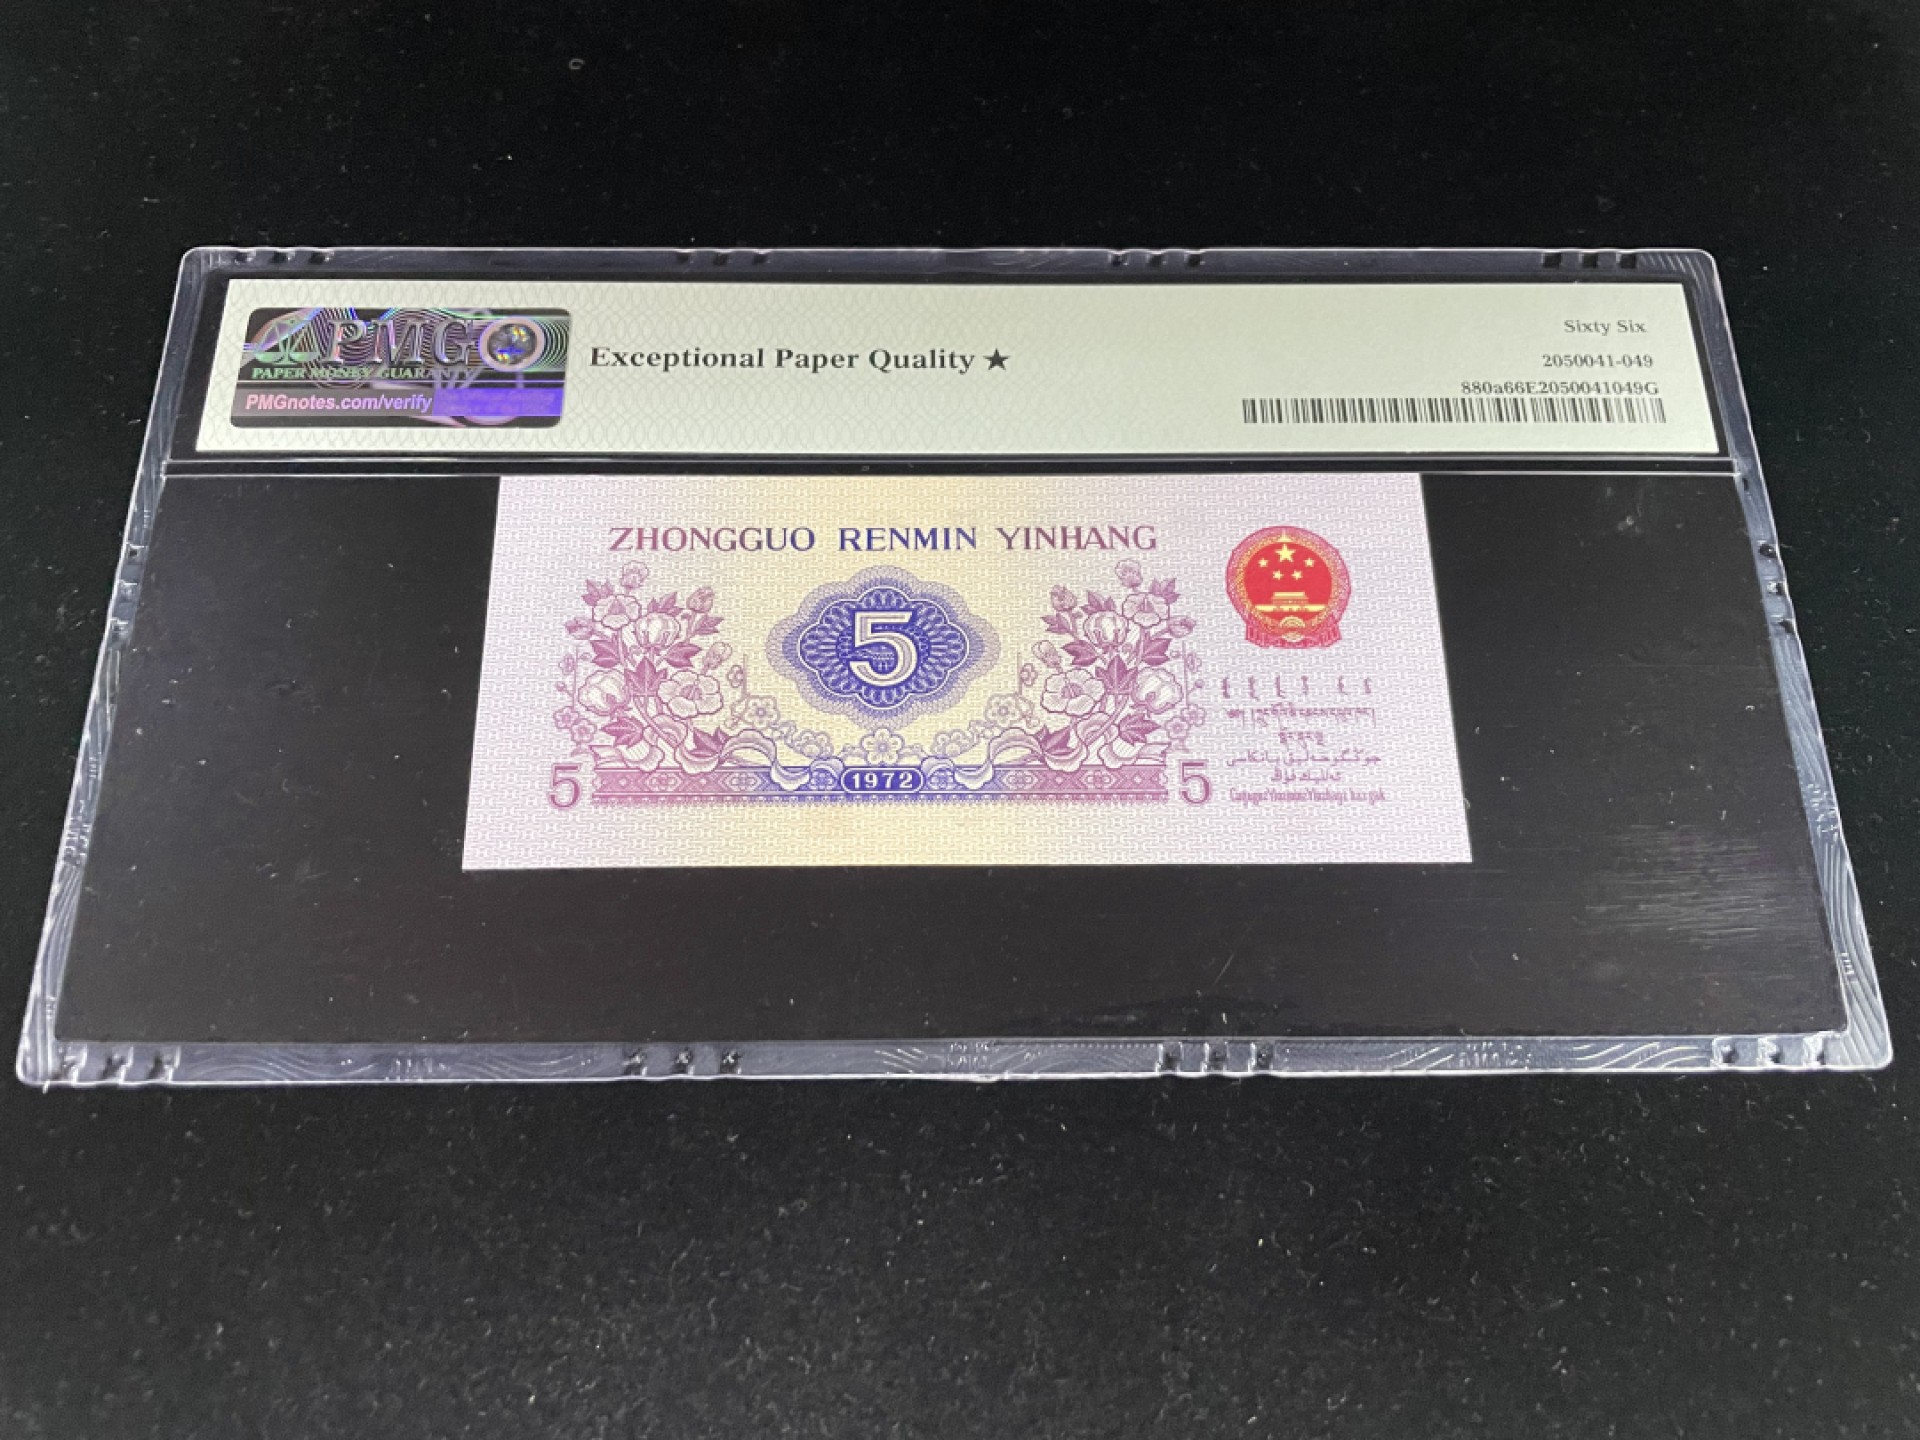 PMG
PAPER MONEY GUARANTY
PMGnotes.com/verify
Exceptional Paper Quality ★
Sixty Six
2050041-049
880a66E2050041049G
ZHONGGUO RENMIN YINHANG
5
5 1972 5